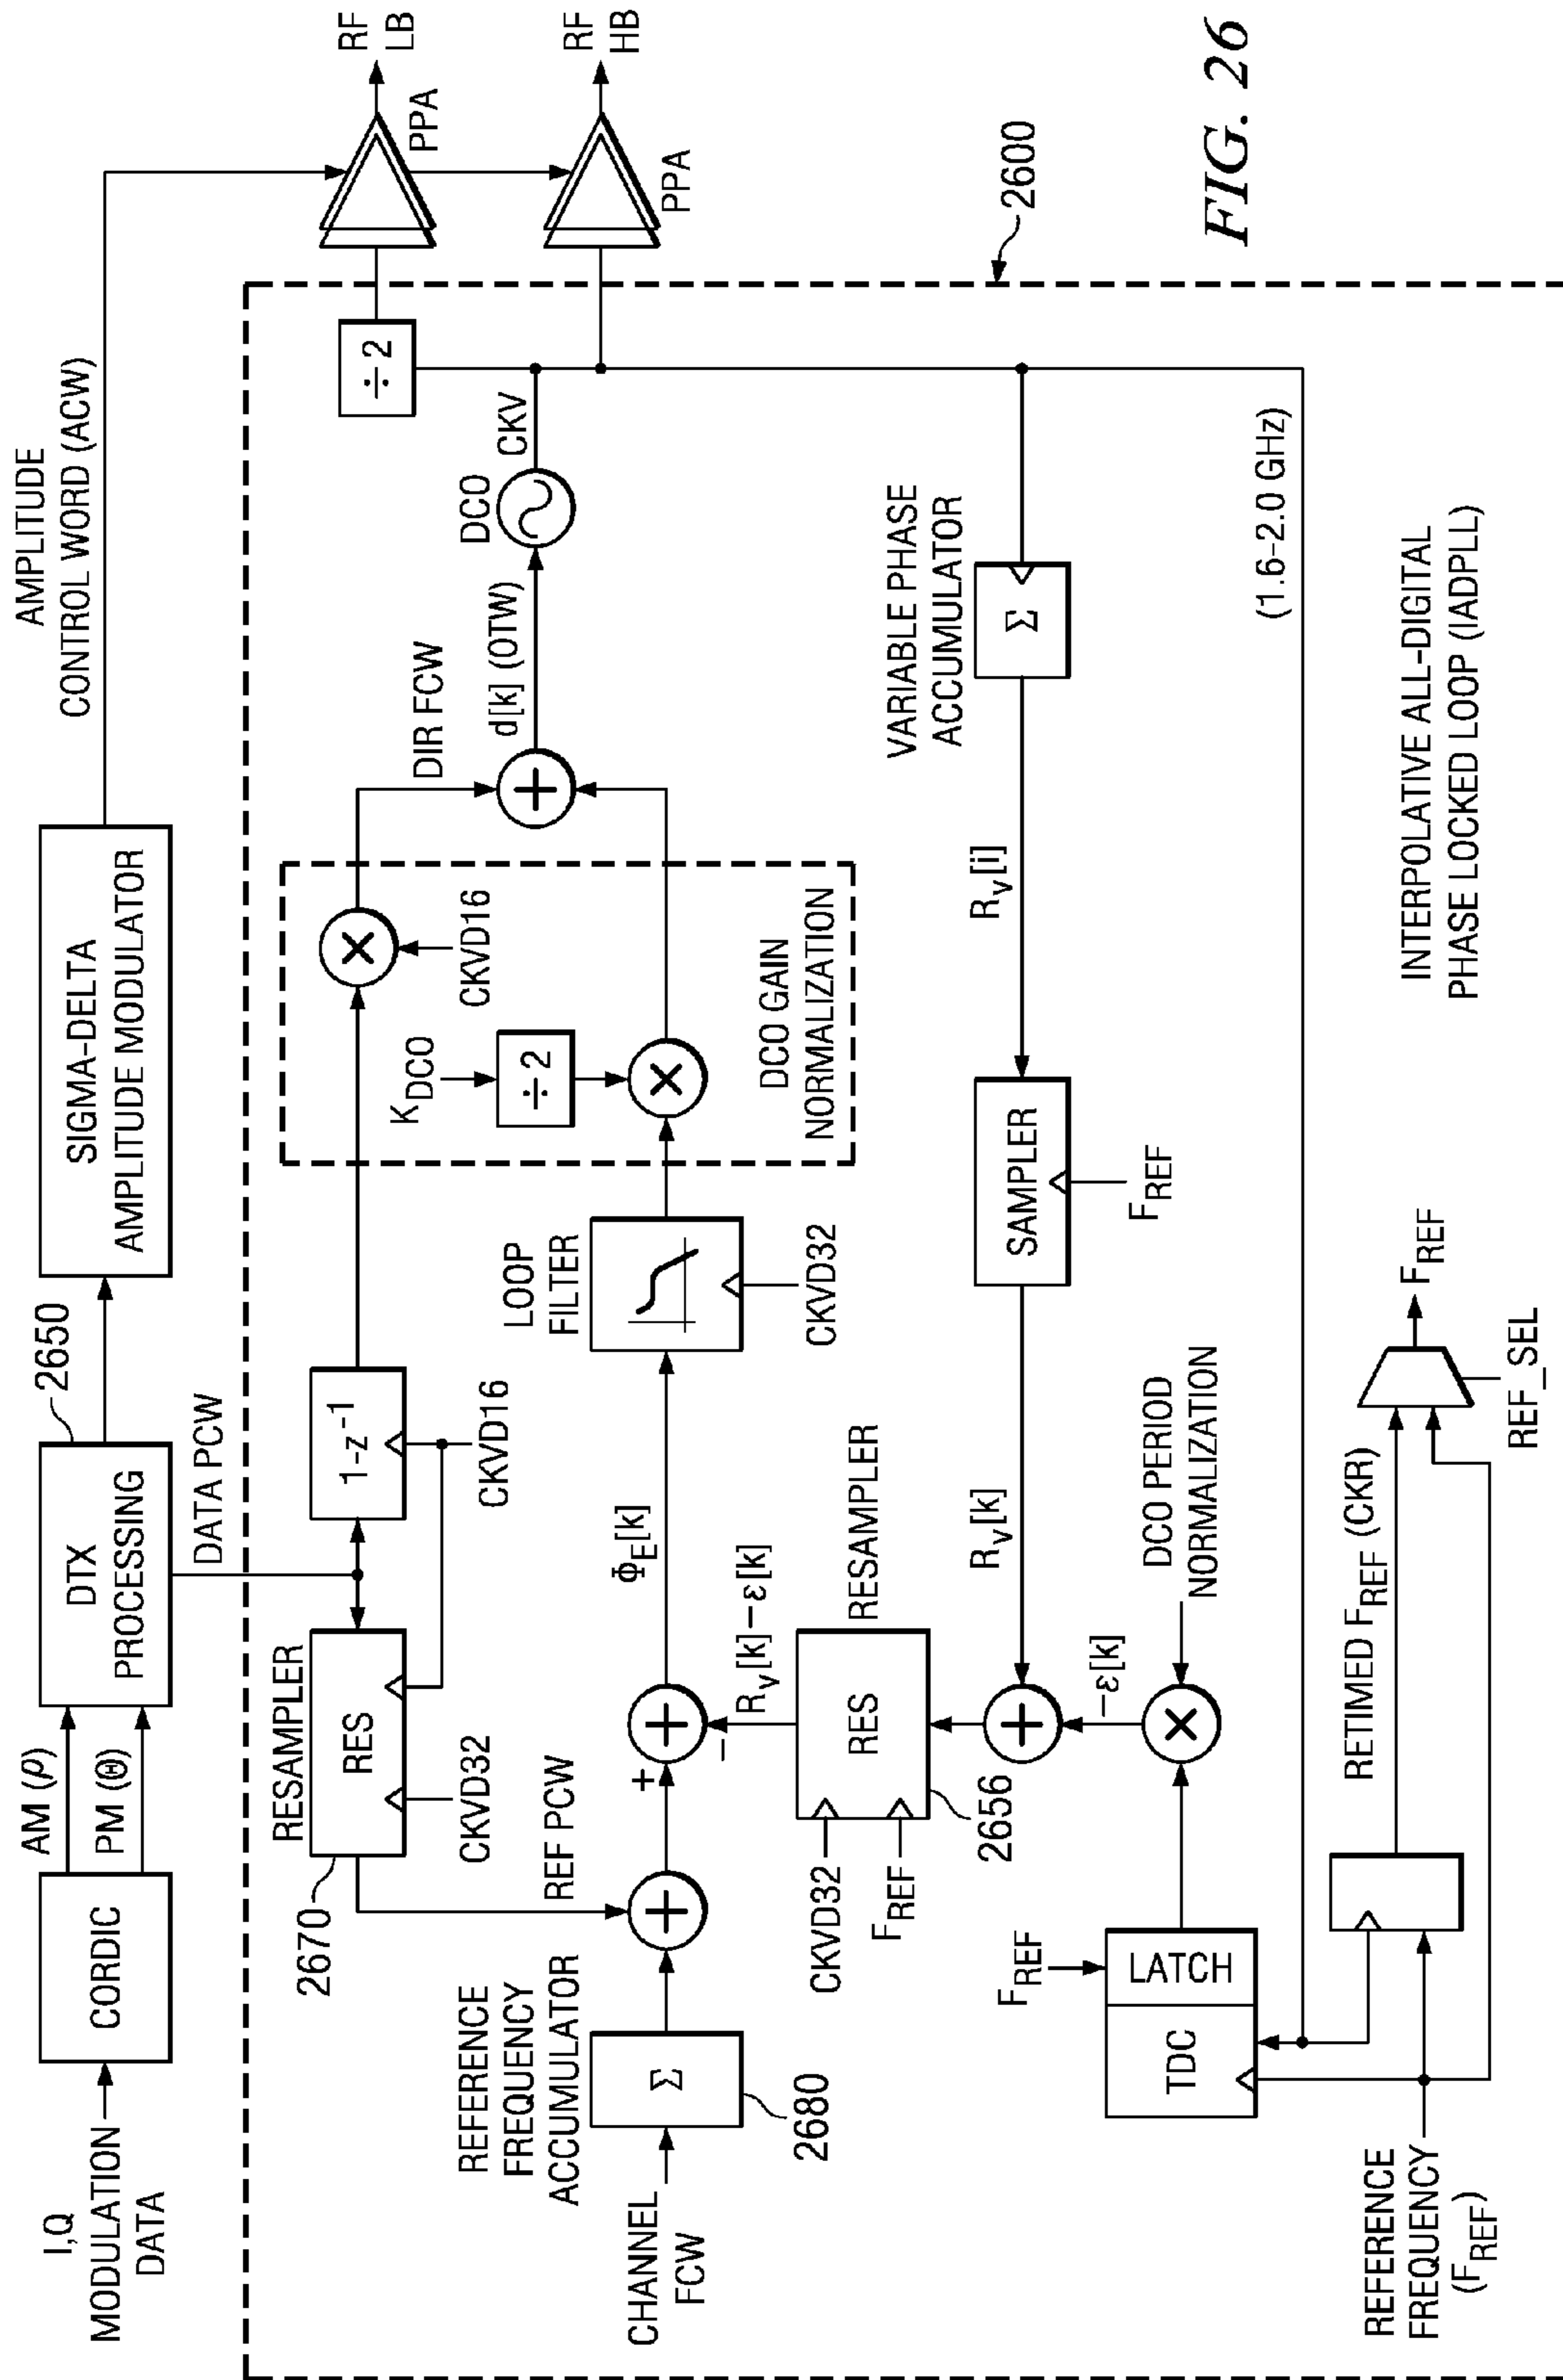 I,Q
MODULATION
DATA
CORDIC
AM (ρ)
PM (Θ)
DTX
PROCESSING
2650
DATA PCW
SIGMA-DELTA
AMPLITUDE MODULATOR
AMPLITUDE
CONTROL WORD (ACW)
RF
LB
PPA
RF
HB
PPA
÷ 2
RESAMPLER
RES
2670
CKVD32
1-z⁻¹
CKVD16
CKVD16
K_DCO
÷ 2
DCO GAIN
NORMALIZATION
DIR FCW
d[k] (OTW)
DCO
CKV
2600
REF PCW
REFERENCE
FREQUENCY
ACCUMULATOR
CHANNEL
FCW
Σ
2680
+
−
Φ_E[k]
LOOP
FILTER
CKVD32
R_v[k]−ε[k]
RESAMPLER
RES
CKVD32
F_REF
2656
R_v[k]
SAMPLER
F_REF
R_v[i]
VARIABLE PHASE
ACCUMULATOR
Σ
−ε[k]
DCO PERIOD
NORMALIZATION
F_REF
TDC
LATCH
(1.6−2.0 GHz)
RETIMED F_REF (CKR)
F_REF
REF_SEL
REFERENCE
FREQUENCY
(F_REF)
INTERPOLATIVE ALL-DIGITAL
PHASE LOCKED LOOP (IADPLL)
FIG. 26